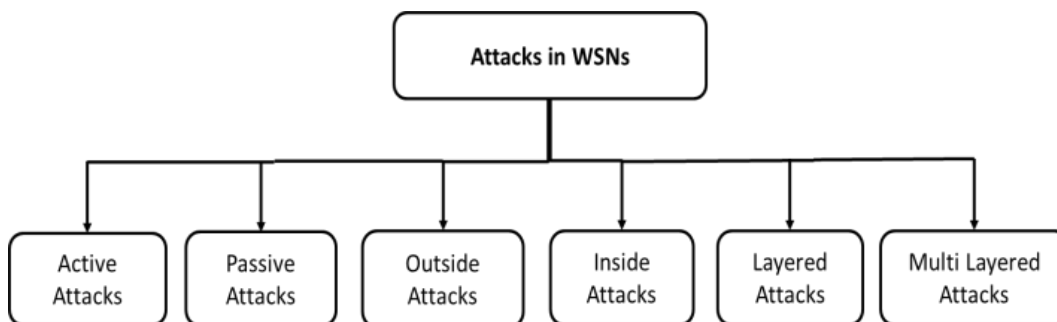 Attacks in WSNs
Active
Attacks
Passive
Attacks
Outside
Attacks
Inside
Attacks
Layered
Attacks
Multi Layered
Attacks